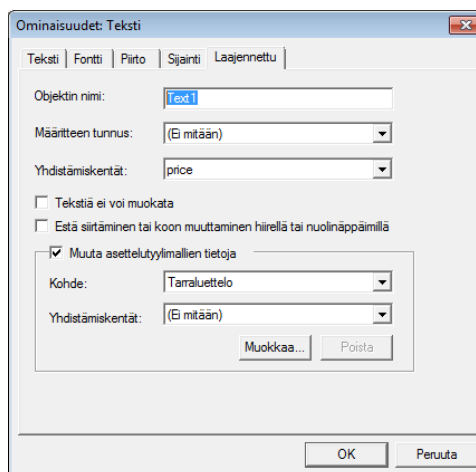 Ominaisuudet: Teksti
Teksti Fontti Piirto Sijainti Laajennettu
Objektin nimi: Text1
Määritteen tunnus: (Ei mitään)
Yhdistämiskentät: price
Tekstiä ei voi muokata
Estä siirtäminen tai koon muuttaminen hiirellä tai nuolinäppäimillä
Muuta asettelutyylimallien tietoja
Kohde: Tarraluettelo
Yhdistämiskentät: (Ei mitään)
Muokkaa... Poista
OK Peruuta